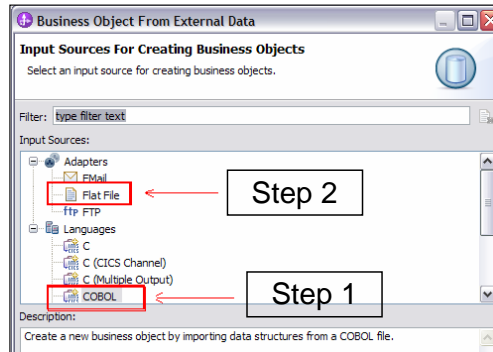 Business Object From External Data
Input Sources For Creating Business Objects
Select an input source for creating business objects.
Filter: type filter text
Input Sources:
Adapters
EMail
Flat File
Step 2
ftp FTP
Languages
C
C (CICS Channel)
C (Multiple Output)
COBOL
Step 1
Description:
Create a new business object by importing data structures from a COBOL file.